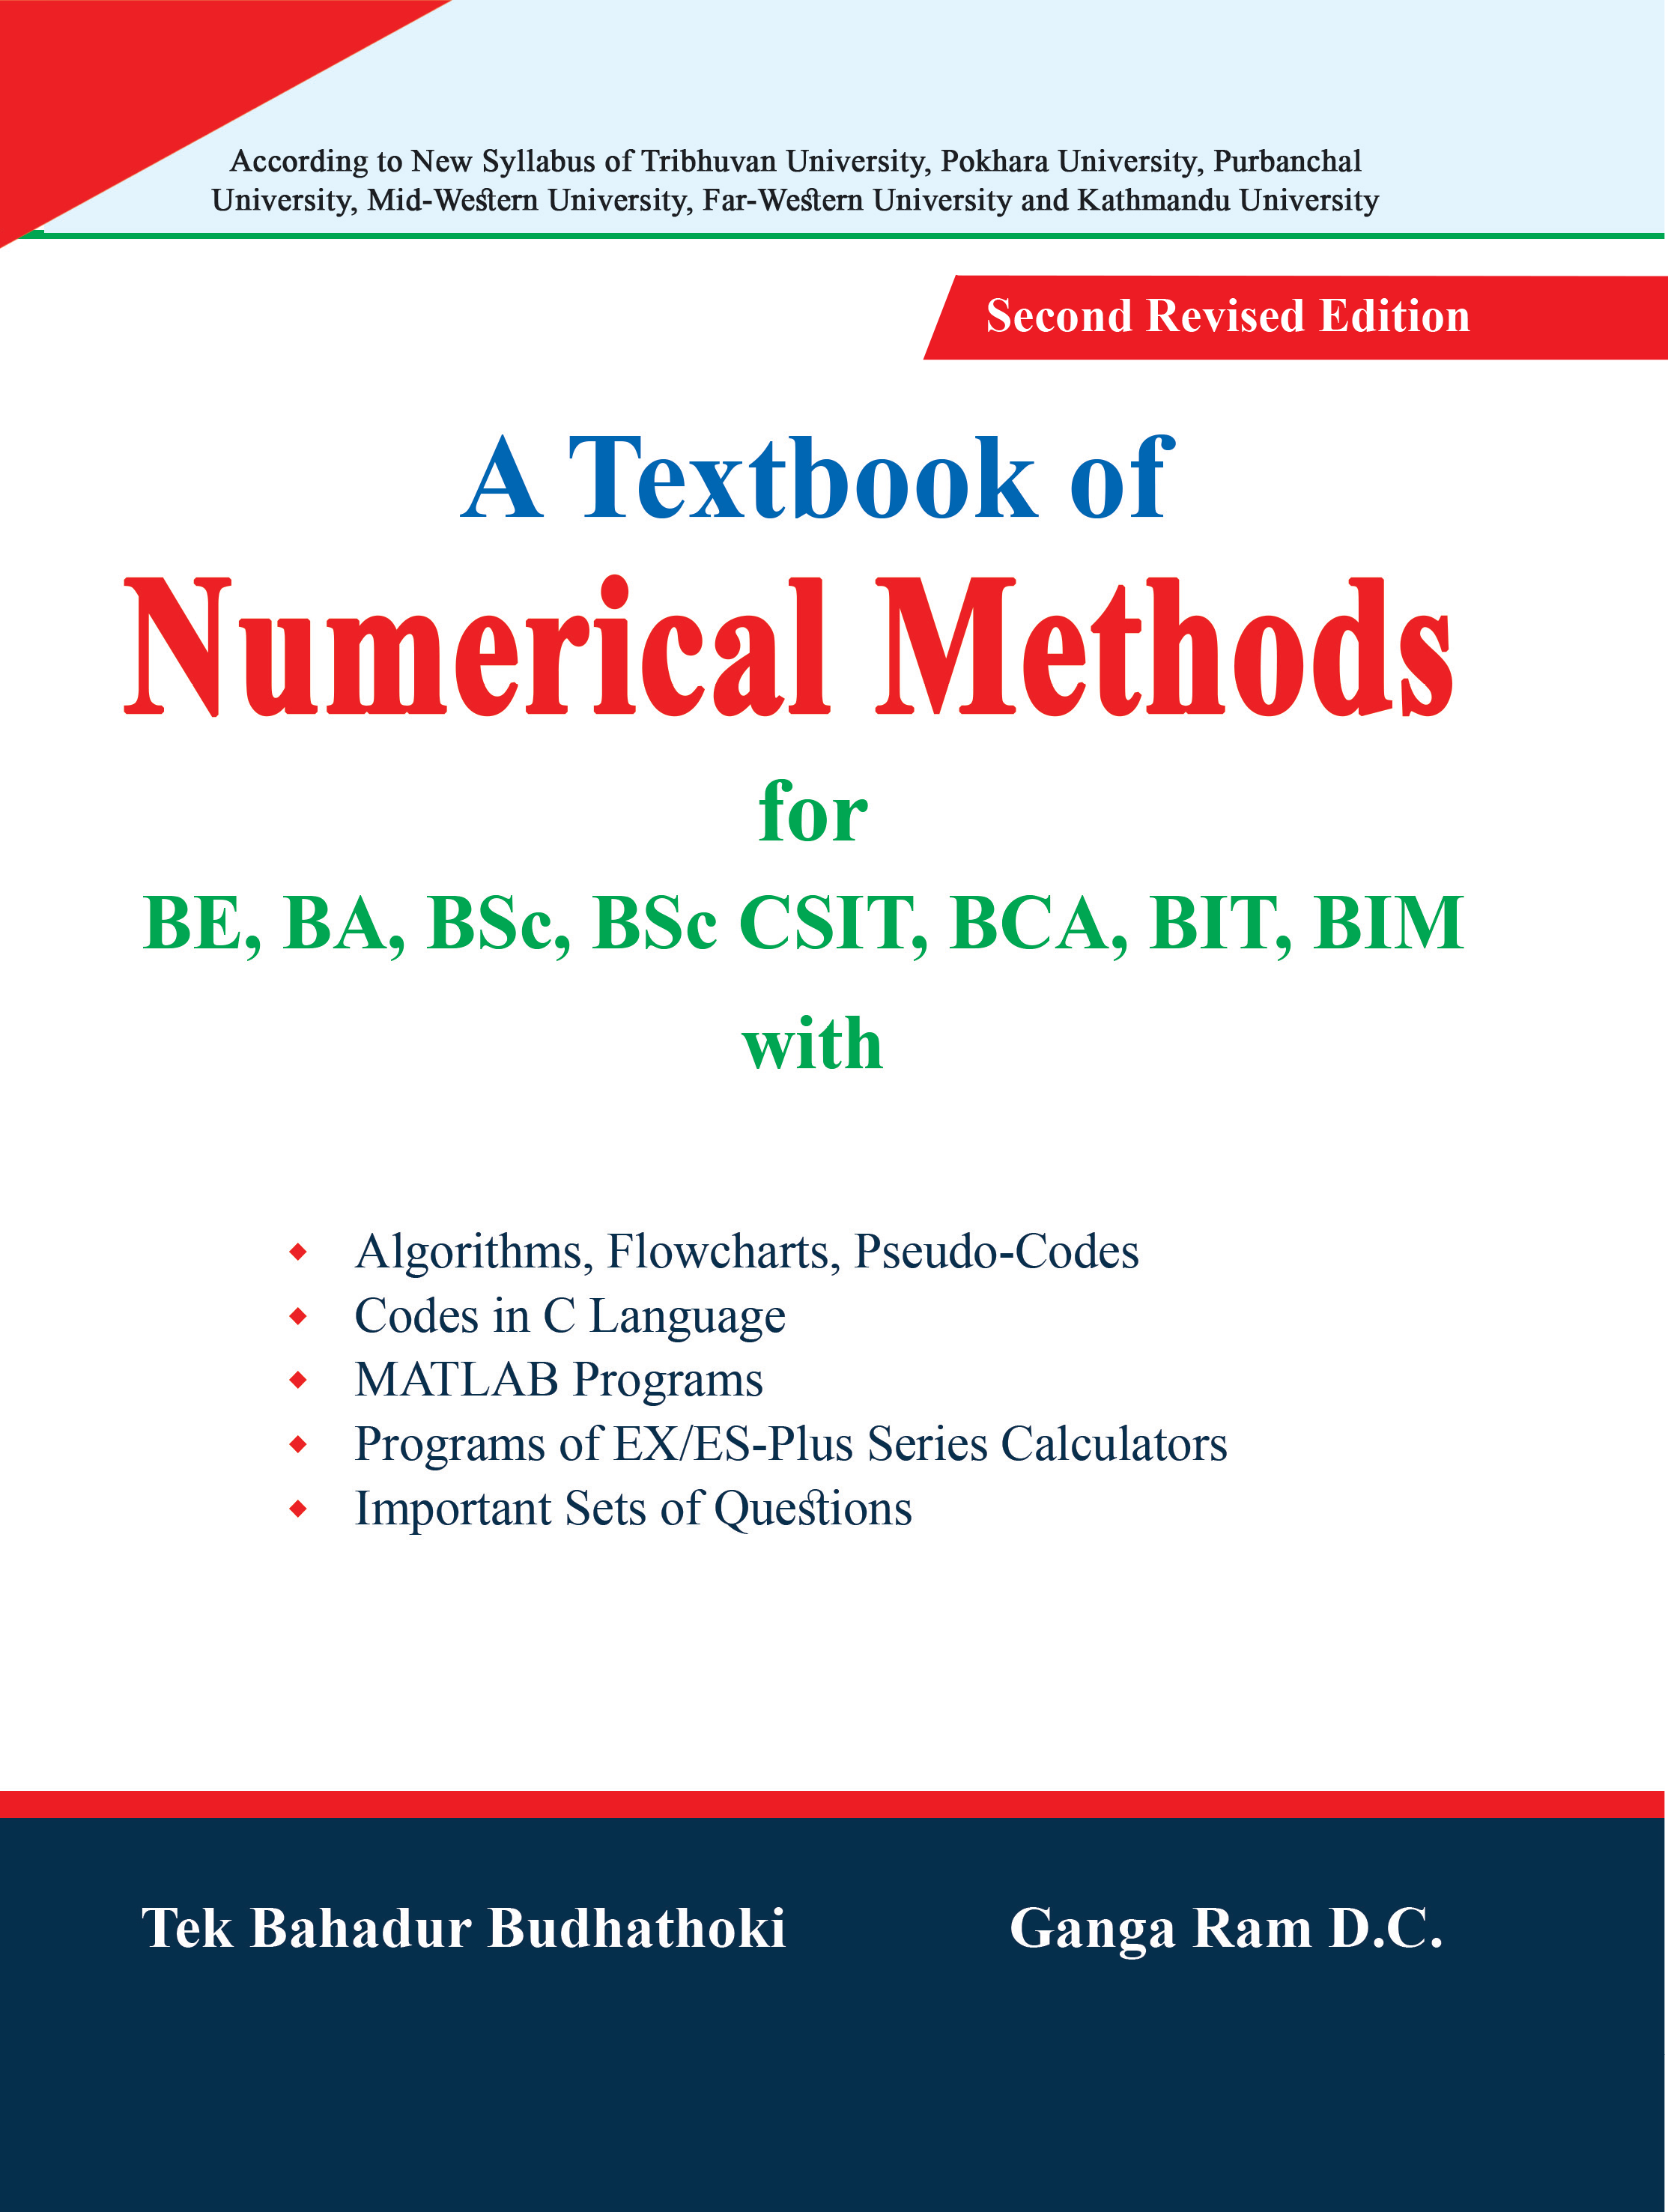 According to New Syllabus of Tribhuvan University, Pokhara University, Purbanchal
University, Mid-Western University, Far-Western University and Kathmandu University
Second Revised Edition
A Textbook of
Numerical Methods
for
BE, BA, BSc, BSc CSIT, BCA, BIT, BIM
with
◆ Algorithms, Flowcharts, Pseudo-Codes
◆ Codes in C Language
◆ MATLAB Programs
◆ Programs of EX/ES-Plus Series Calculators
◆ Important Sets of Questions
Tek Bahadur Budhathoki Ganga Ram D.C.